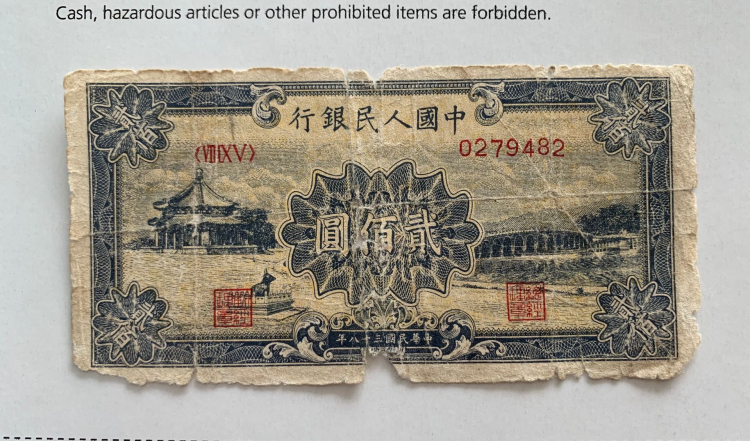 Cash, hazardous articles or other prohibited items are forbidden.
行銀民人國中
(ⅧⅨⅤ) 0279482
圓佰貳
年八十三國民華中